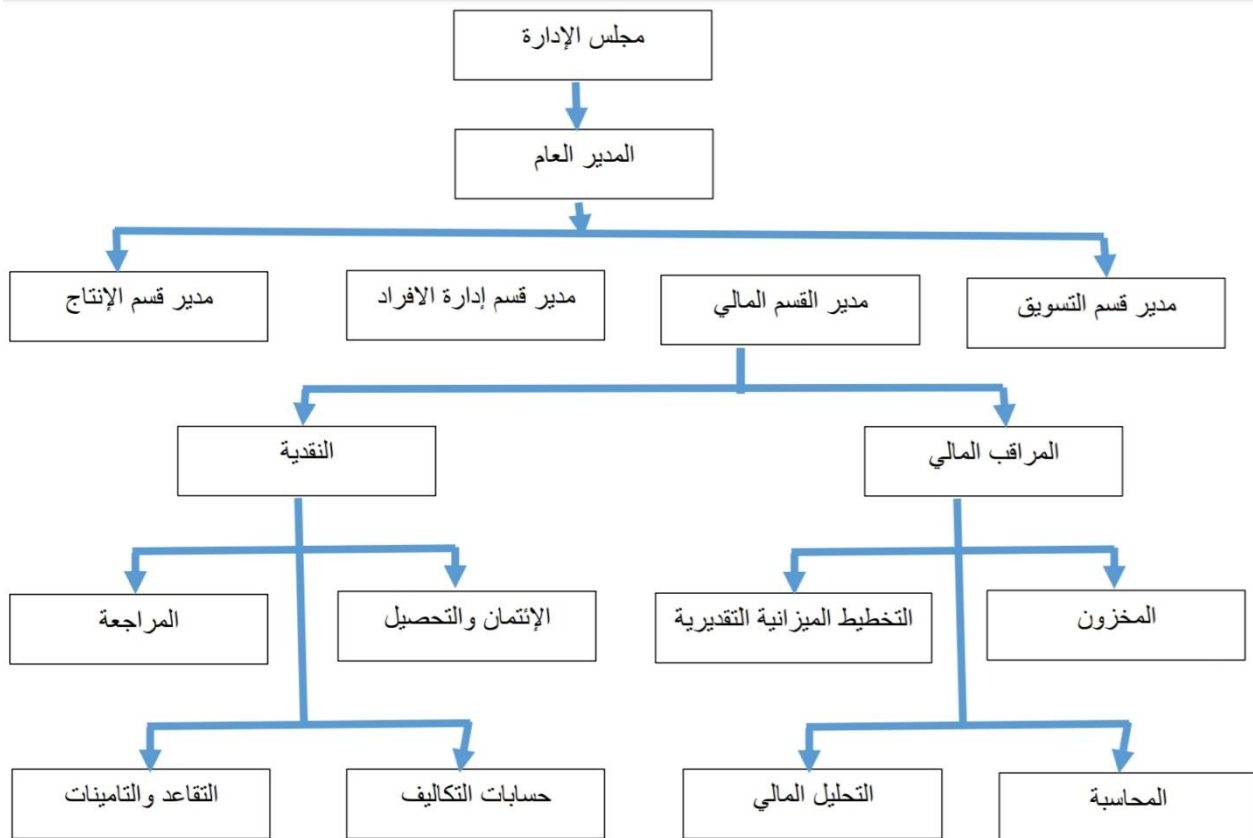 مجلس الإدارة
المدير العام
مدير قسم التسويق
مدير القسم المالي
مدير قسم إدارة الافراد
مدير قسم الإنتاج
المراقب المالي
النقدية
المخزون
التخطيط الميزانية التقديرية
الإئتمان والتحصيل
المراجعة
المحاسبة
التحليل المالي
حسابات التكاليف
التقاعد والتامينات